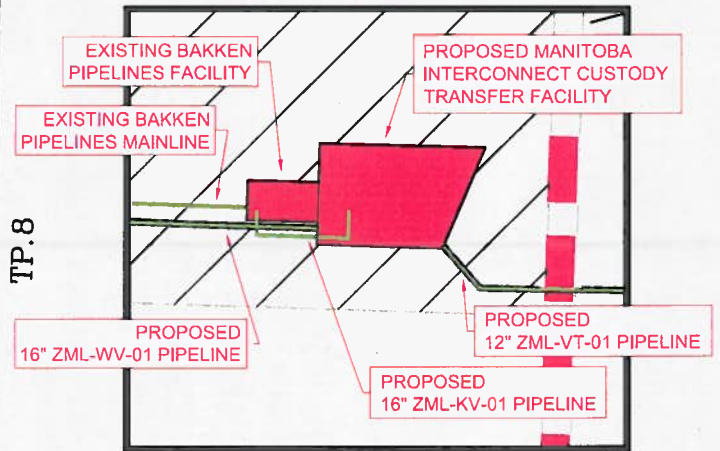 EXISTING BAKKEN
PIPELINES FACILITY
PROPOSED MANITOBA
INTERCONNECT CUSTODY
TRANSFER FACILITY
EXISTING BAKKEN
PIPELINES MAINLINE
TP.8
PROPOSED
16" ZML-WV-01 PIPELINE
PROPOSED
12" ZML-VT-01 PIPELINE
PROPOSED
16" ZML-KV-01 PIPELINE